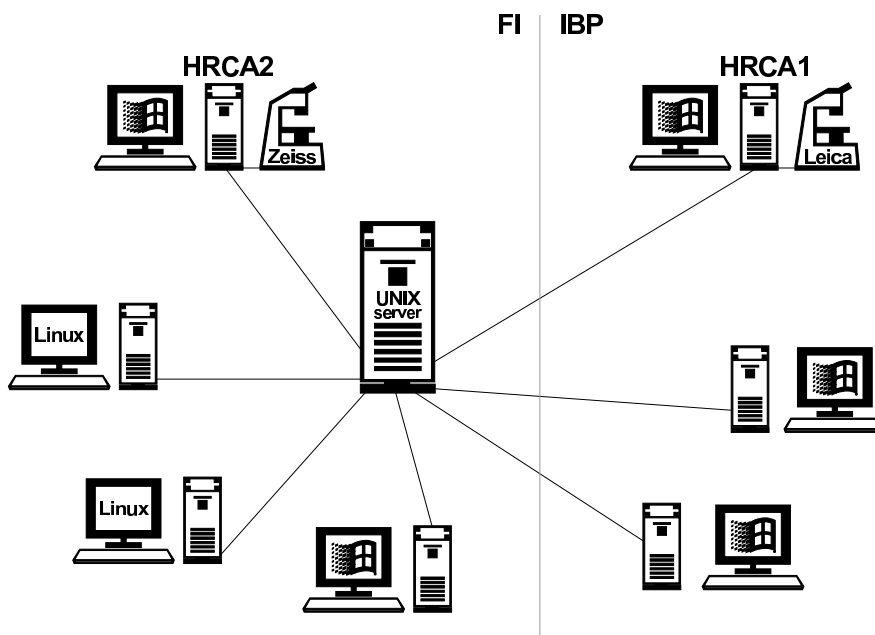 FI
IBP
HRCA2
HRCA1
Zeiss
Leica
UNIX
server
Linux
Linux